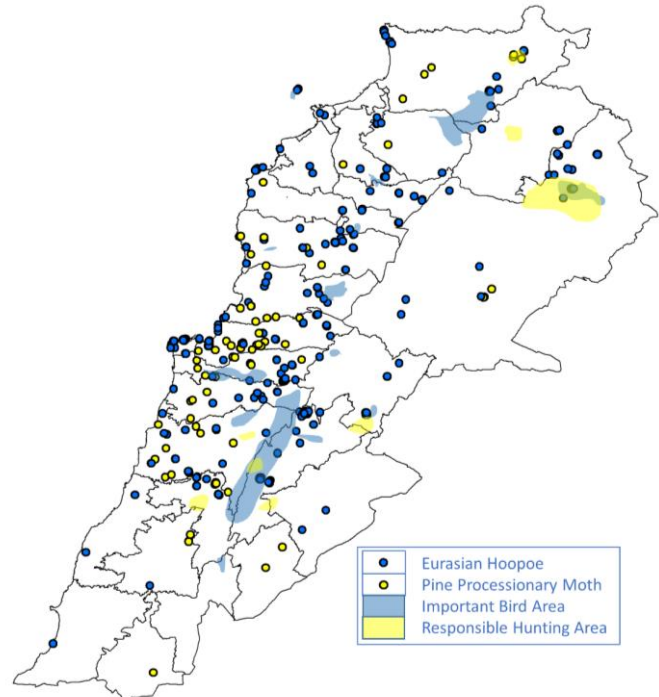 Eurasian Hoopoe
Pine Processionary Moth
Important Bird Area
Responsible Hunting Area